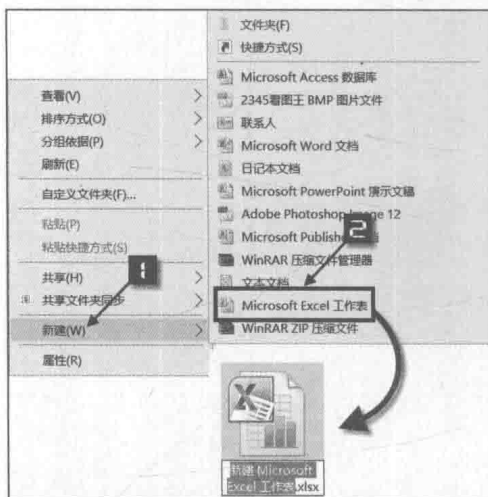 文件夹(F)
快捷方式(S)
Microsoft Access 数据库
2345看图王 BMP 图片文件
联系人
Microsoft Word 文档
日记本文档
Microsoft PowerPoint 演示文稿
Adobe Photoshop Image 12
Microsoft Publisher
WinRAR 压缩文件管理器
文本文档
Microsoft Excel 工作表
WinRAR ZIP 压缩文件
查看(V)
排序方式(O)
分组依据(P)
刷新(E)
自定义文件夹(F)...
粘贴(P)
粘贴快捷方式(S)
共享(H)
共享文件夹同步
新建(W)
属性(R)
1
2
新建 Microsoft
Excel 工作表.xlsx